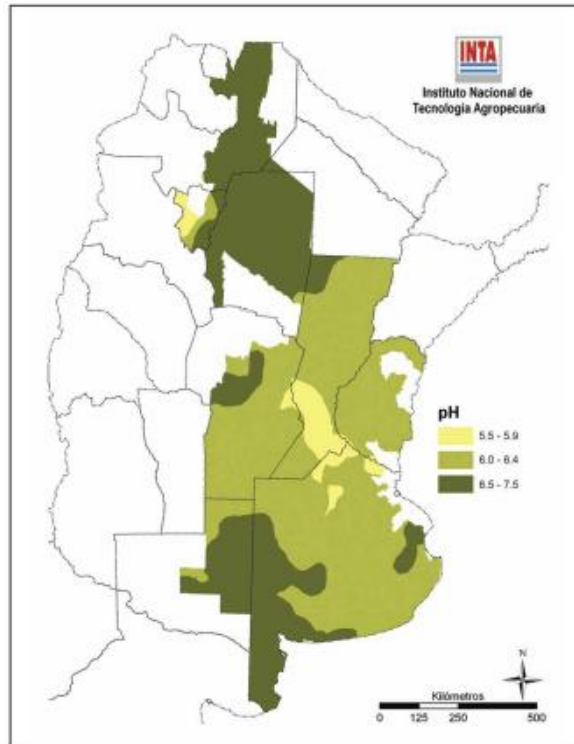 INTA
Instituto Nacional de
Tecnología Agropecuaria
pH
5.5 - 5.9
6.0 - 6.4
6.5 - 7.5
N
Kilómetros
0 125 250 500